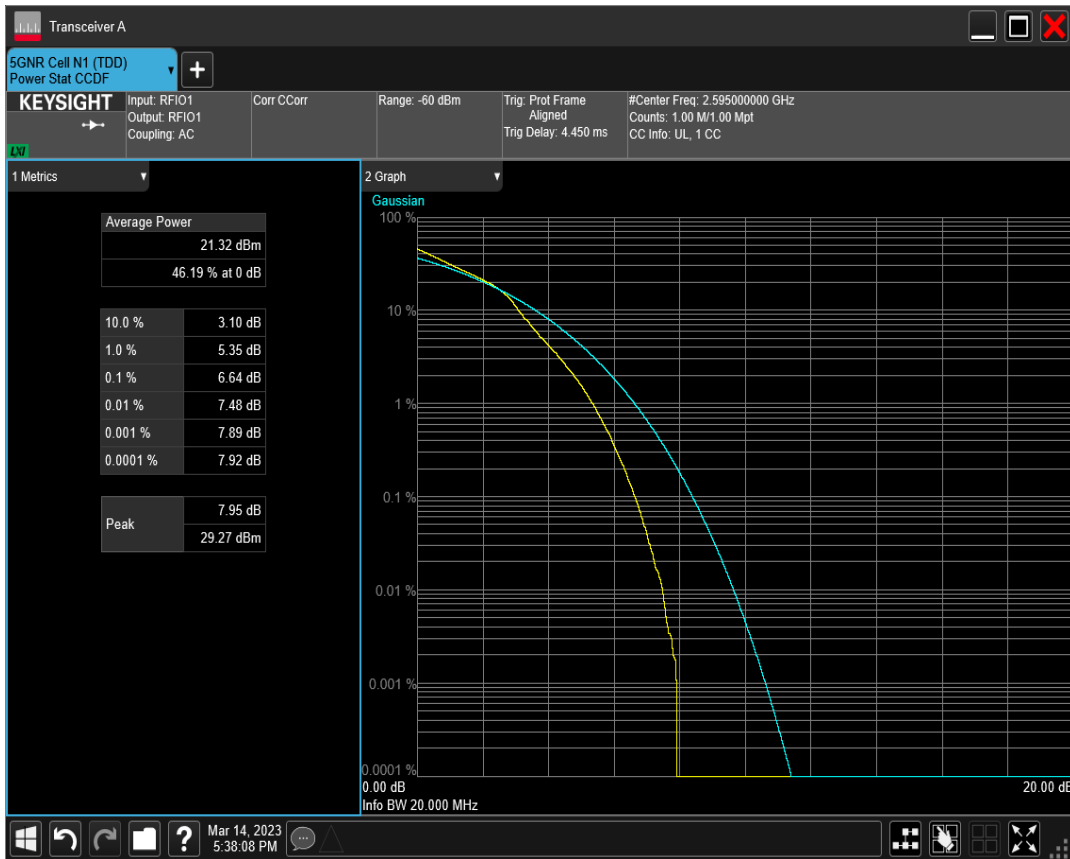 Transceiver A
5GNR Cell N1 (TDD)
Power Stat CCDF
KEYSIGHT
LXI
Input: RFIO1
Output: RFIO1
Coupling: AC
Corr CCorr
Range: -60 dBm
Trig: Prot Frame
Aligned
Trig Delay: 4.450 ms
#Center Freq: 2.595000000 GHz
Counts: 1.00 M/1.00 Mpt
CC Info: UL, 1 CC
1 Metrics
Average Power
21.32 dBm
46.19 % at 0 dB
10.0 % 3.10 dB
1.0 % 5.35 dB
0.1 % 6.64 dB
0.01 % 7.48 dB
0.001 % 7.89 dB
0.0001 % 7.92 dB
Peak
7.95 dB
29.27 dBm
2 Graph
Gaussian
100 %
10 %
1 %
0.1 %
0.01 %
0.001 %
0.0001 %
0.00 dB 20.00 dB
Info BW 20.000 MHz
?
Mar 14, 2023
5:38:08 PM